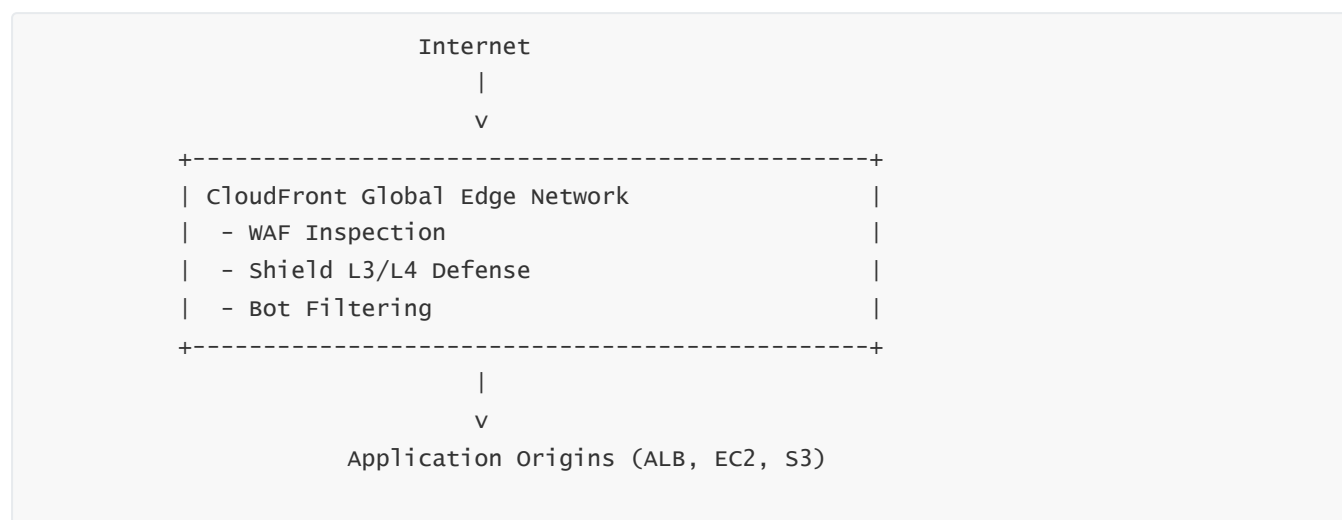 Internet
|
v
+------------------------------------------------+
| CloudFront Global Edge Network                 |
|  - WAF Inspection                              |
|  - Shield L3/L4 Defense                        |
|  - Bot Filtering                               |
+------------------------------------------------+
|
v
Application Origins (ALB, EC2, S3)